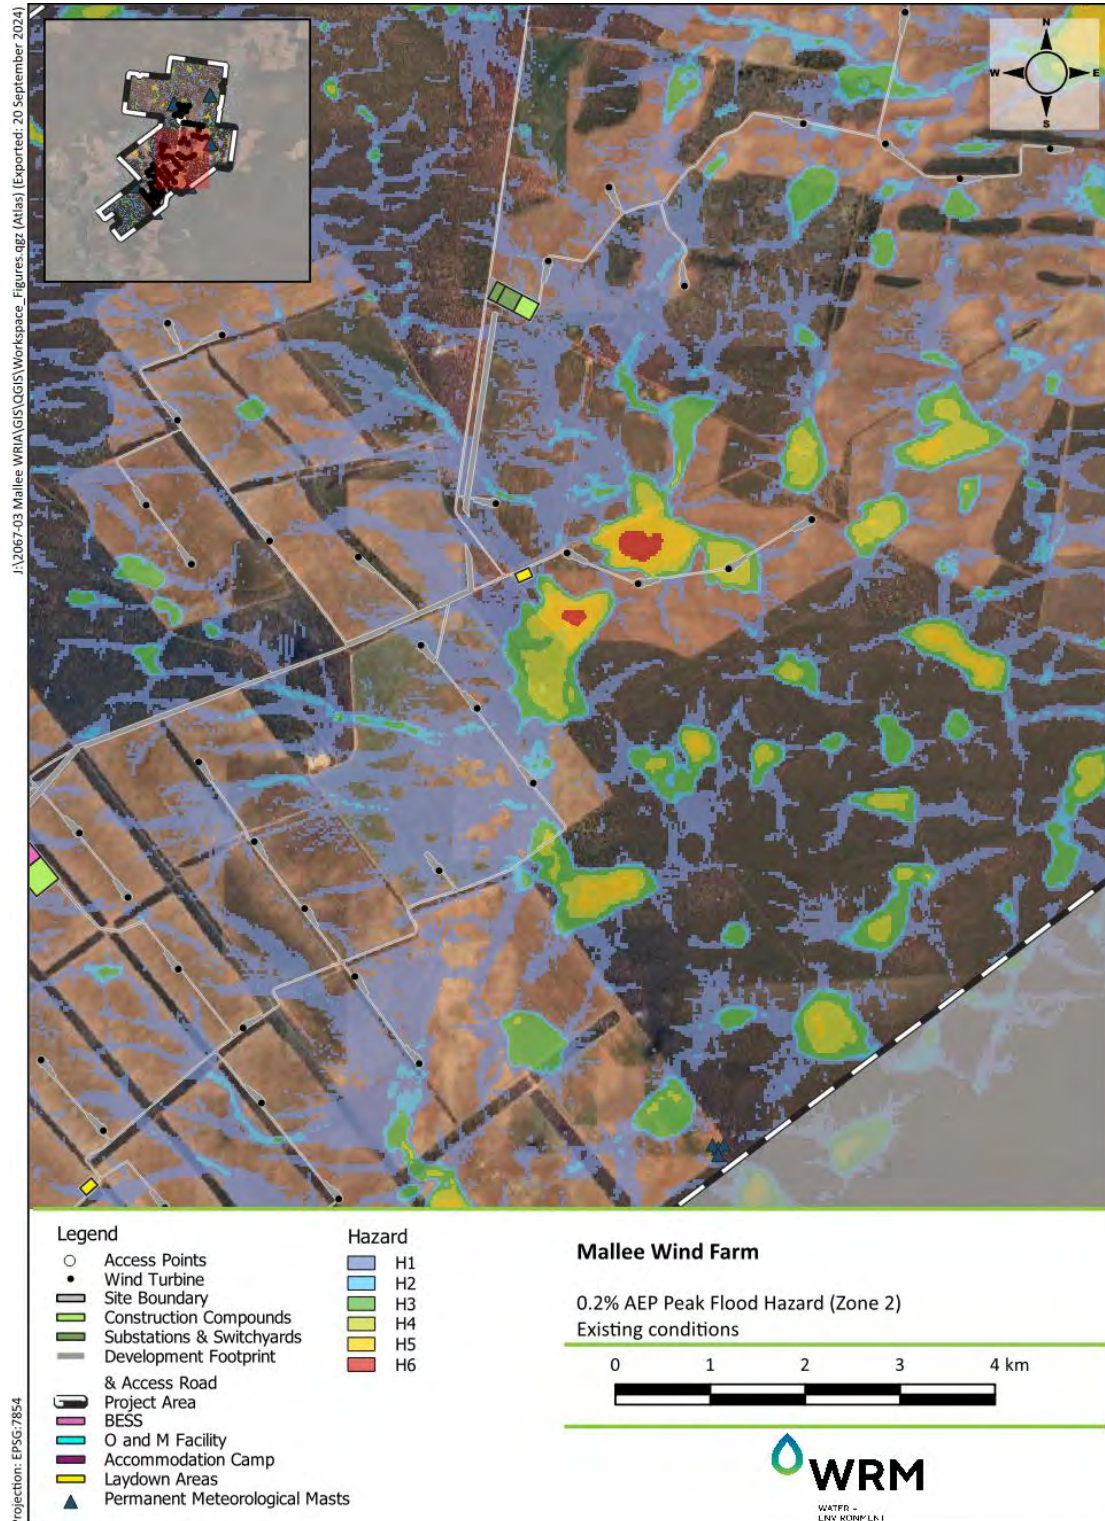 J:\2067-03 Mallee WRIA\GIS\QGIS\Workspace_Figures.qgz (Atlas) (Exported: 20 September 2024)
N
W
E
S
Legend
Access Points
Wind Turbine
Site Boundary
Construction Compounds
Substations & Switchyards
Development Footprint
& Access Road
Project Area
BESS
O and M Facility
Accommodation Camp
Laydown Areas
Permanent Meteorological Masts
Hazard
H1
H2
H3
H4
H5
H6
Mallee Wind Farm
0.2% AEP Peak Flood Hazard (Zone 2)
Existing conditions
0 1 2 3 4 km
WRM
WATER +
ENVIRONMENT
Projection: EPSG:7854